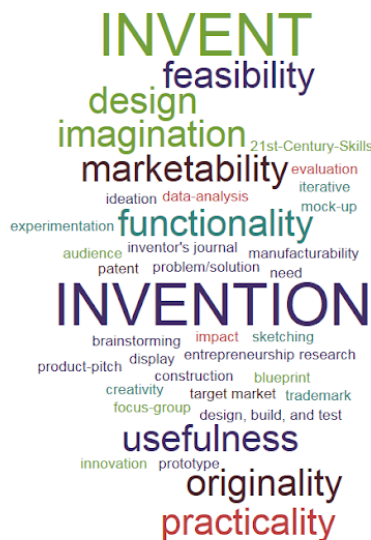 INVENT
feasibility
design
imagination 21st-Century-Skills
marketability evaluation
iterative
ideation data-analysis
mock-up
experimentation functionality
audience inventor's journal manufacturability
patent problem/solution need
INVENTION
brainstorming impact sketching
product-pitch display entrepreneurship research
construction blueprint
creativity target market trademark
focus-group design, build, and test
usefulness
innovation prototype
originality
practicality